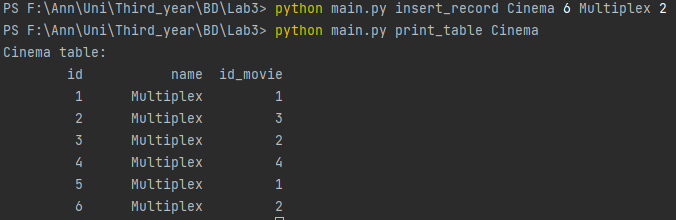 PS F:\Ann\Uni\Third_year\BD\Lab3> python main.py insert_record Cinema 6 Multiplex 2
PS F:\Ann\Uni\Third_year\BD\Lab3> python main.py print_table Cinema
Cinema table:
id name id_movie
1 Multiplex 1
2 Multiplex 3
3 Multiplex 2
4 Multiplex 4
5 Multiplex 1
6 Multiplex 2